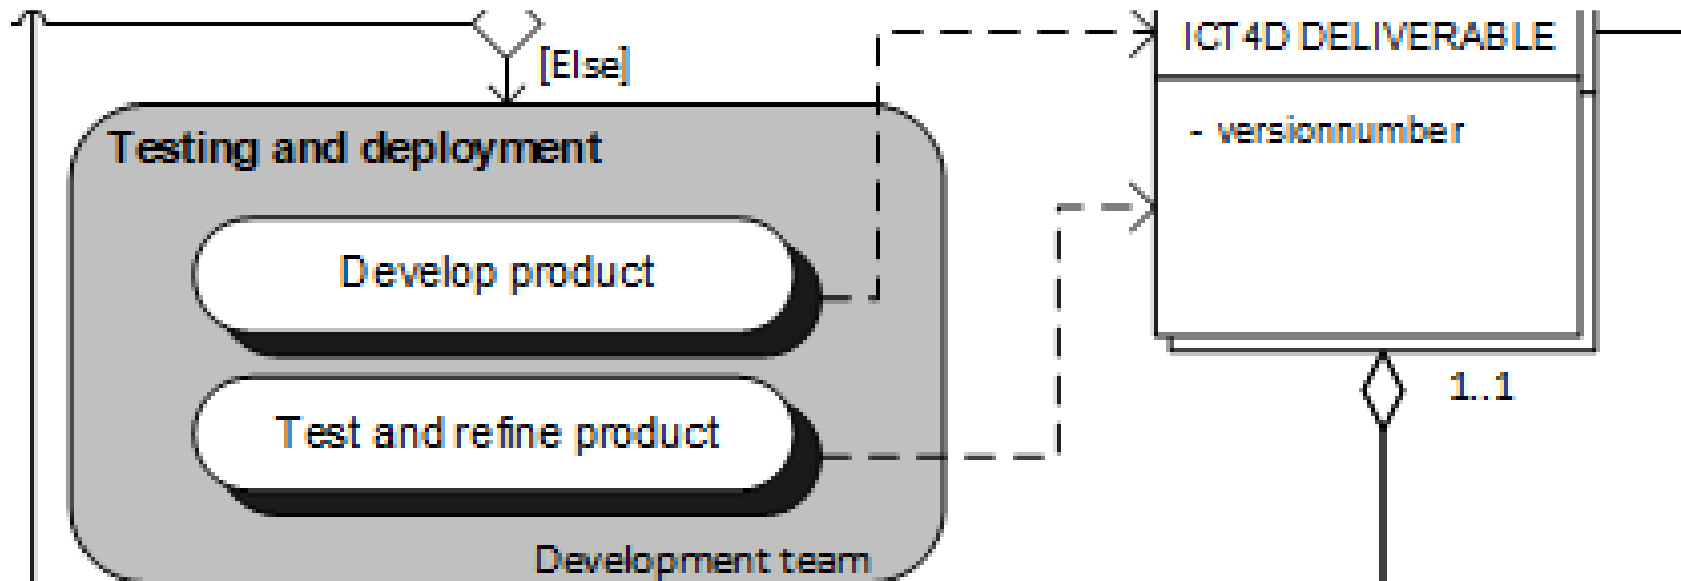 [Else]
ICT4D DELIVERABLE
- versionnumber
Testing and deployment
Develop product
Test and refine product
Development team
1..1